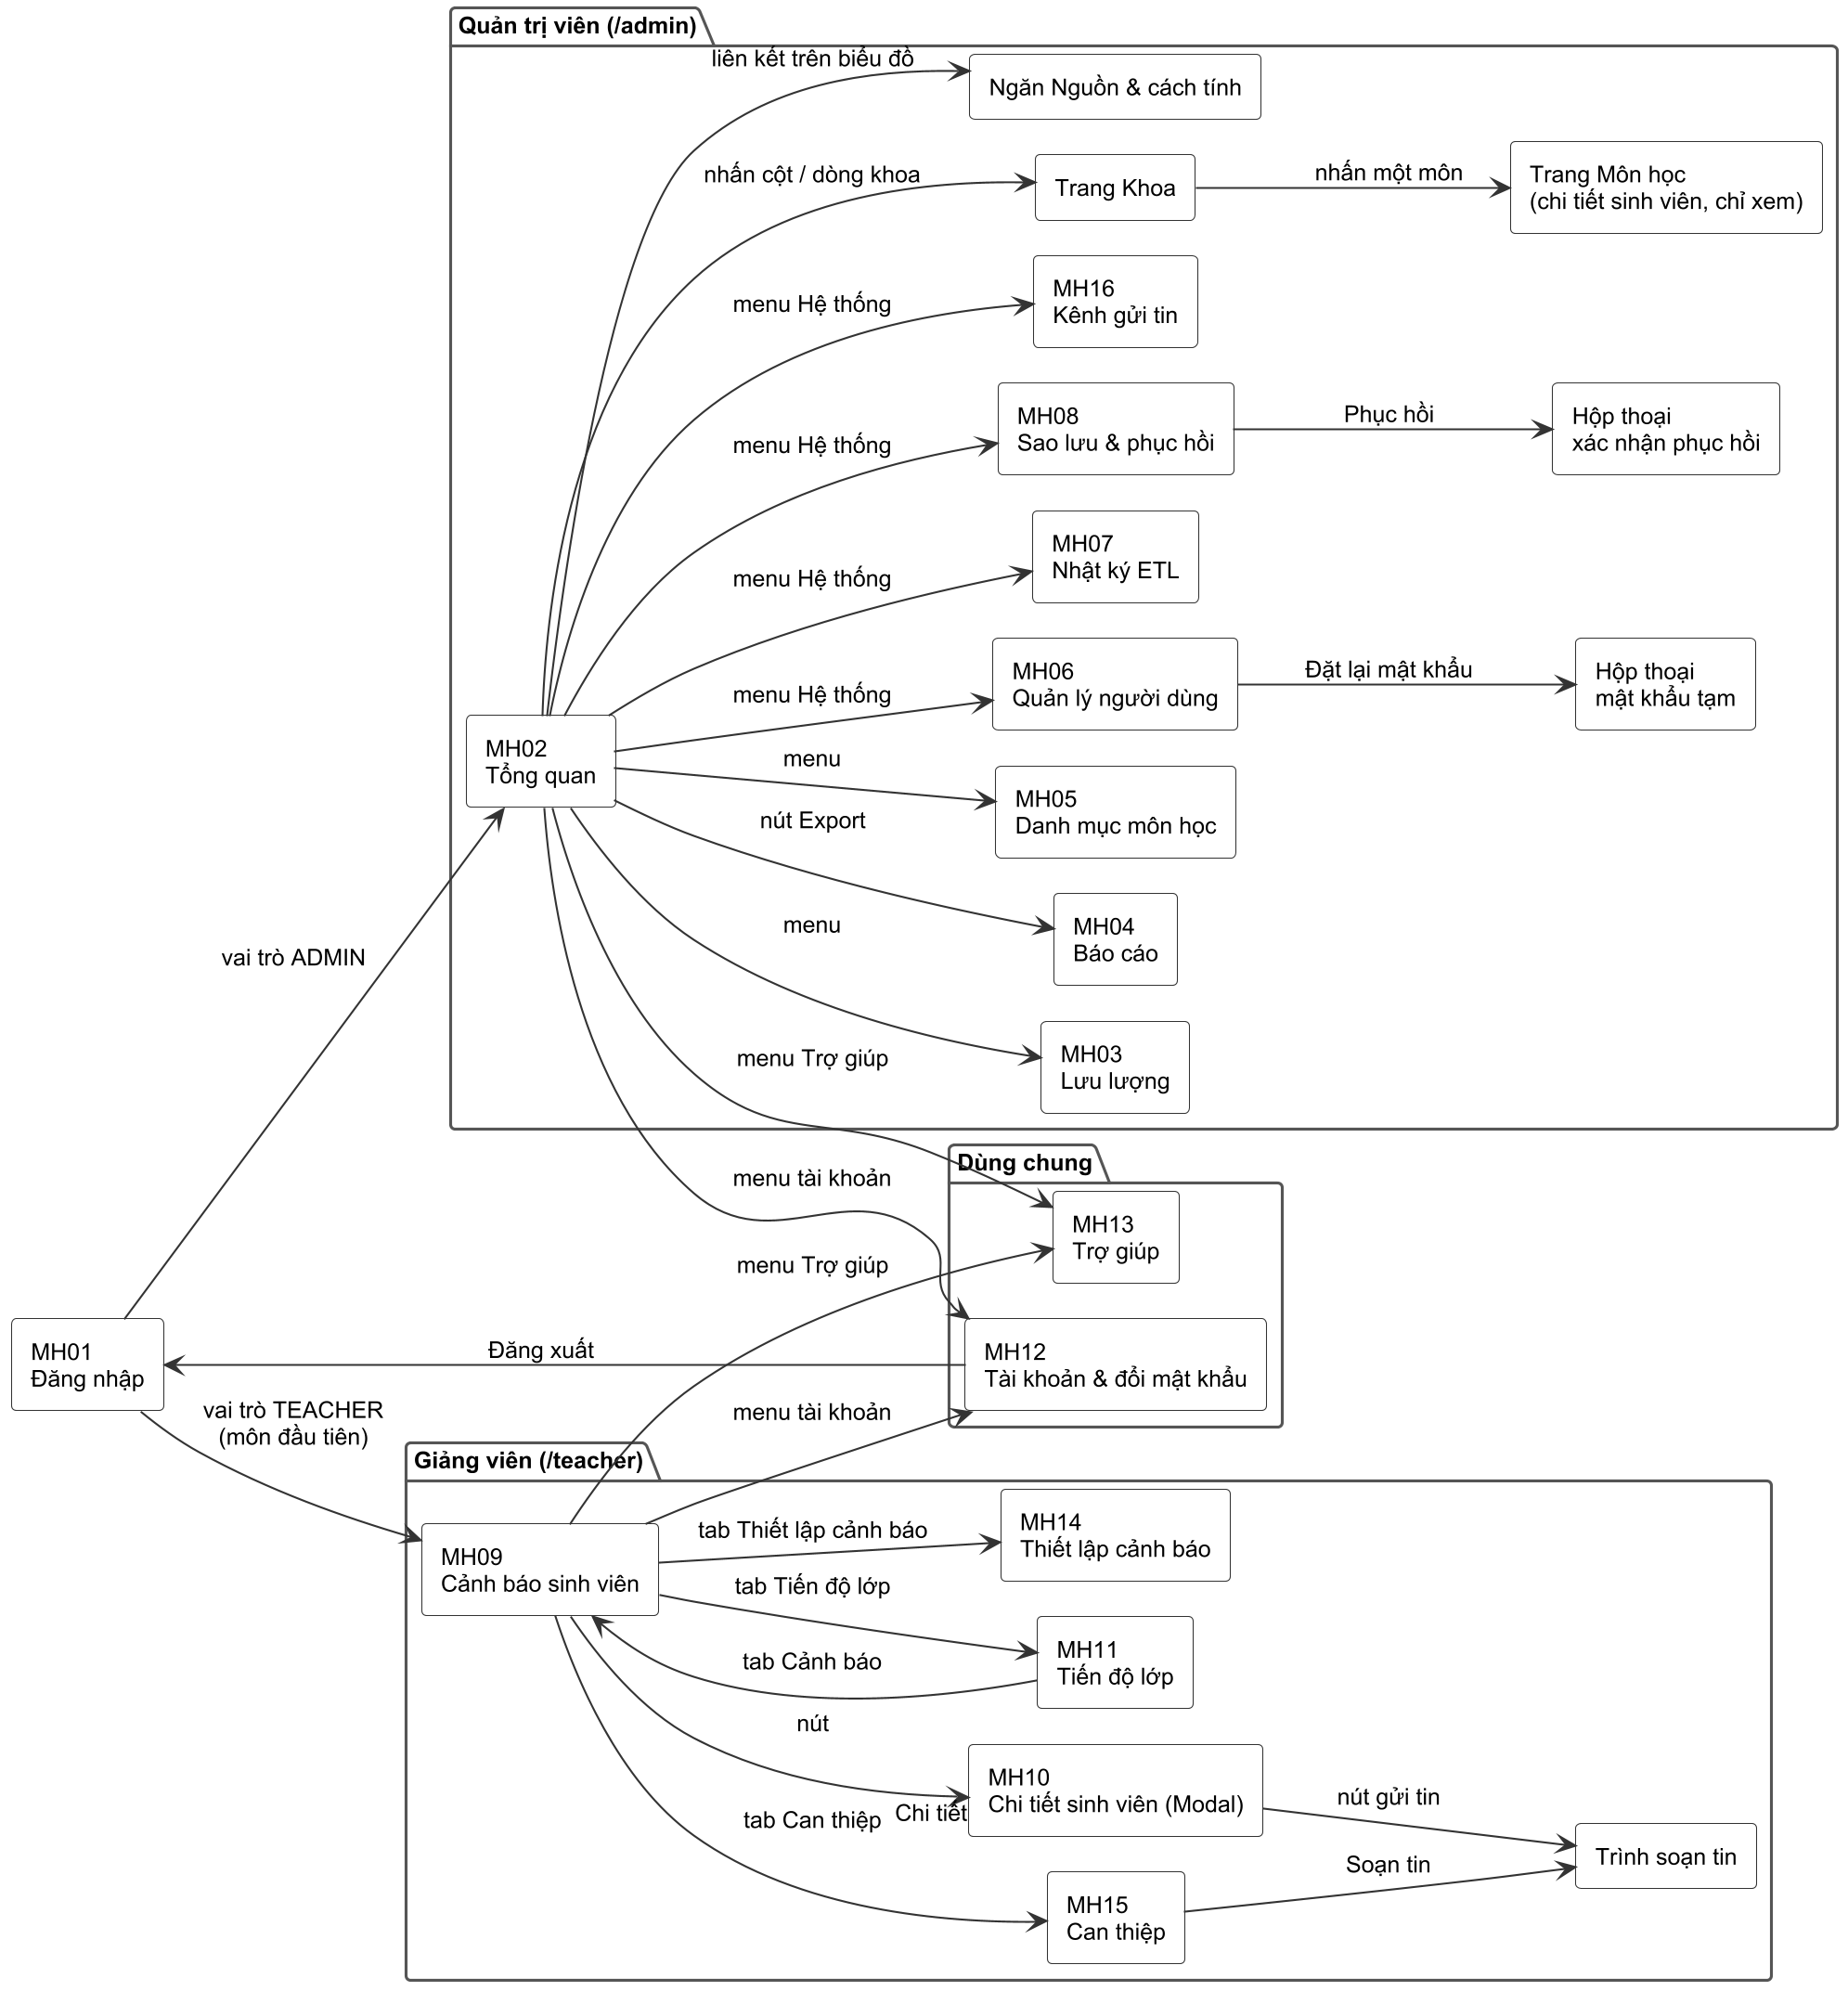 Quản trị viên (/admin)
liên kết trên biểu đồ
Ngăn Nguồn & cách tính
nhấn cột / dòng khoa
Trang Khoa
nhấn một môn
Trang Môn học
(chi tiết sinh viên, chỉ xem)
menu Hệ thống
MH16
Kênh gửi tin
menu Hệ thống
MH08
Sao lưu & phục hồi
Phục hồi
Hộp thoại
xác nhận phục hồi
menu Hệ thống
MH07
Nhật ký ETL
menu Hệ thống
MH06
Quản lý người dùng
Đặt lại mật khẩu
Hộp thoại
mật khẩu tạm
MH02
Tổng quan
menu
MH05
Danh mục môn học
nút Export
MH04
Báo cáo
menu
MH03
Lưu lượng
vai trò ADMIN
menu Trợ giúp
Dùng chung
menu tài khoản
MH13
Trợ giúp
menu Trợ giúp
MH01
Đăng nhập
Đăng xuất
MH12
Tài khoản & đổi mật khẩu
vai trò TEACHER
(môn đầu tiên)
menu tài khoản
Giảng viên (/teacher)
MH09
Cảnh báo sinh viên
tab Thiết lập cảnh báo
MH14
Thiết lập cảnh báo
tab Tiến độ lớp
MH11
Tiến độ lớp
tab Cảnh báo
nút
Chi tiết
MH10
Chi tiết sinh viên (Modal)
nút gửi tin
tab Can thiệp
Trình soạn tin
Soạn tin
MH15
Can thiệp